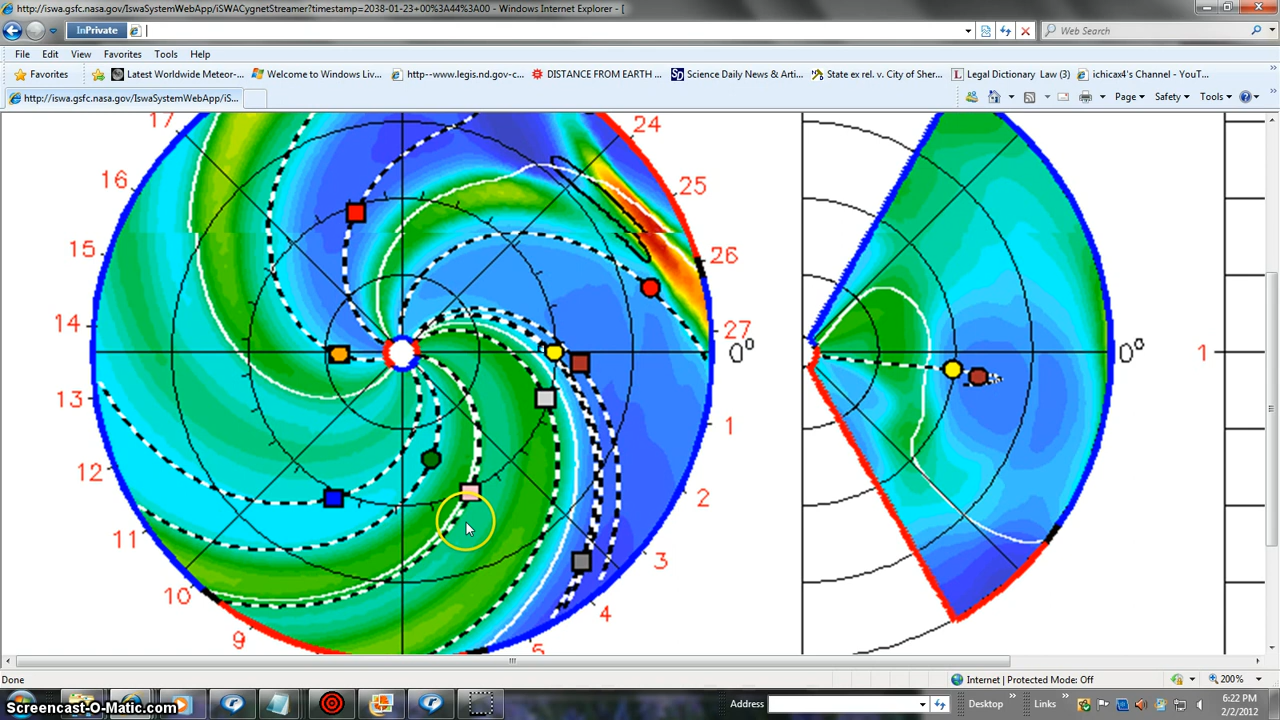 http://iswa.gsfc.nasa.gov/IswaSystemWebApp/iSWACygnetStreamer?timestamp=2038-01-23+00%3A44%3A00 - Windows Internet Explorer - [
InPrivate
Web Search
File Edit View Favorites Tools Help
Favorites Latest Worldwide Meteor-... Welcome to Windows Liv... http--www.legis.nd.gov-c... DISTANCE FROM EARTH ... Science Daily News & Arti... State ex rel. v. City of Sher... Legal Dictionary Law (3) ichicax4's Channel - YouT...
http://iswa.gsfc.nasa.gov/IswaSystemWebApp/iS...
Page Safety Tools
17
24
16
25
15
26
14
27
0°
0°
1
13
1
12
2
11
3
10
4
9
5
Done
Internet | Protected Mode: Off
200%
Address
Desktop
Links
6:22 PM
2/2/2012
Screencast-O-Matic.com